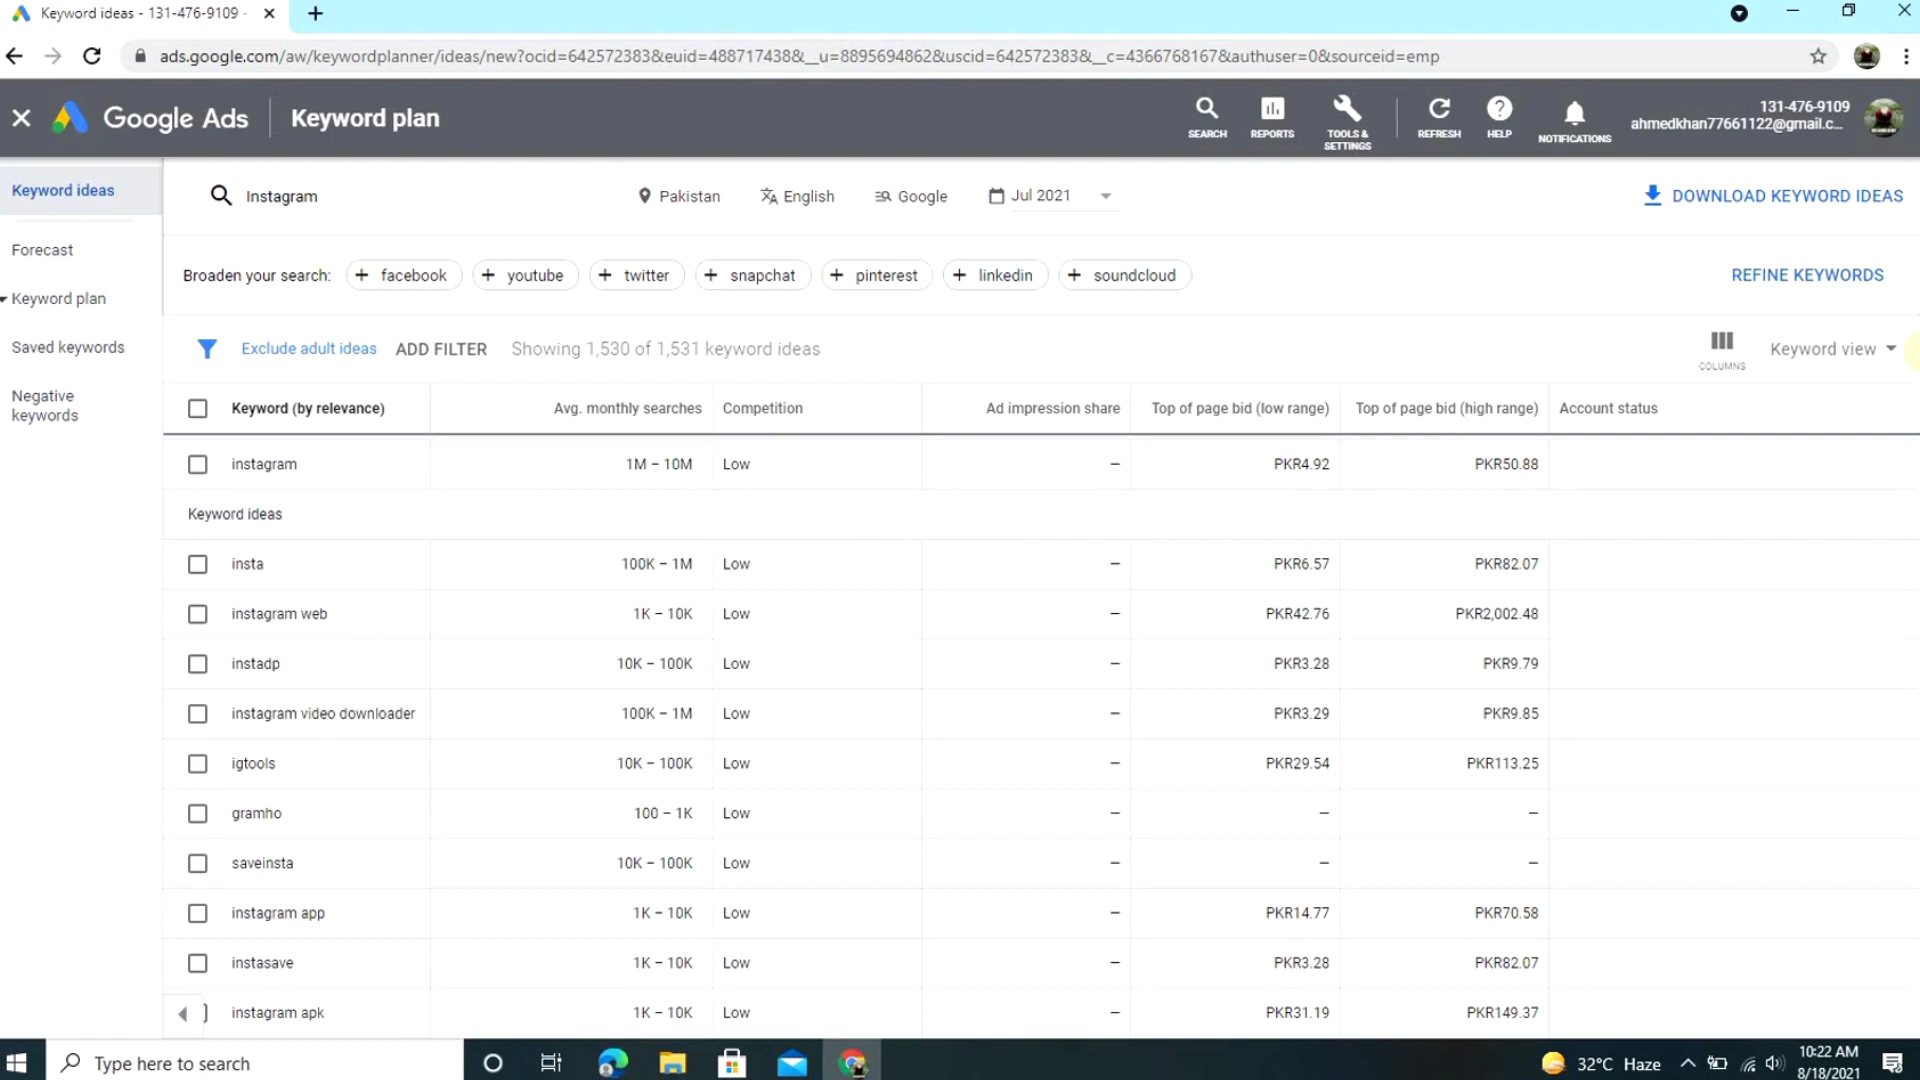 Keyword ideas - 131-476-9109 -
ads.google.com/aw/keywordplanner/ideas/new?ocid=642572383&euid=488717438&__u=8895694862&uscid=642572383&__c=4366768167&authuser=0&sourceid=emp
Google Ads
Keyword plan
SEARCH
REPORTS
TOOLS & SETTINGS
REFRESH
HELP
NOTIFICATIONS
131-476-9109
ahmedkhan77661122@gmail.c...
Keyword ideas
Forecast
Keyword plan
Saved keywords
Negative keywords
Instagram
Pakistan
English
Google
Jul 2021
DOWNLOAD KEYWORD IDEAS
Broaden your search: + facebook + youtube + twitter + snapchat + pinterest + linkedin + soundcloud
REFINE KEYWORDS
Exclude adult ideas ADD FILTER Showing 1,530 of 1,531 keyword ideas
COLUMNS
Keyword view
Keyword (by relevance) Avg. monthly searches Competition Ad impression share Top of page bid (low range) Top of page bid (high range) Account status
instagram 1M – 10M Low – PKR4.92 PKR50.88
Keyword ideas
insta 100K – 1M Low – PKR6.57 PKR82.07
instagram web 1K – 10K Low – PKR42.76 PKR2,002.48
instadp 10K – 100K Low – PKR3.28 PKR9.79
instagram video downloader 100K – 1M Low – PKR3.29 PKR9.85
igtools 10K – 100K Low – PKR29.54 PKR113.25
gramho 100 – 1K Low – – –
saveinsta 10K – 100K Low – – –
instagram app 1K – 10K Low – PKR14.77 PKR70.58
instasave 1K – 10K Low – PKR3.28 PKR82.07
instagram apk 1K – 10K Low – PKR31.19 PKR149.37
Type here to search
32°C Haze
10:22 AM
8/18/2021